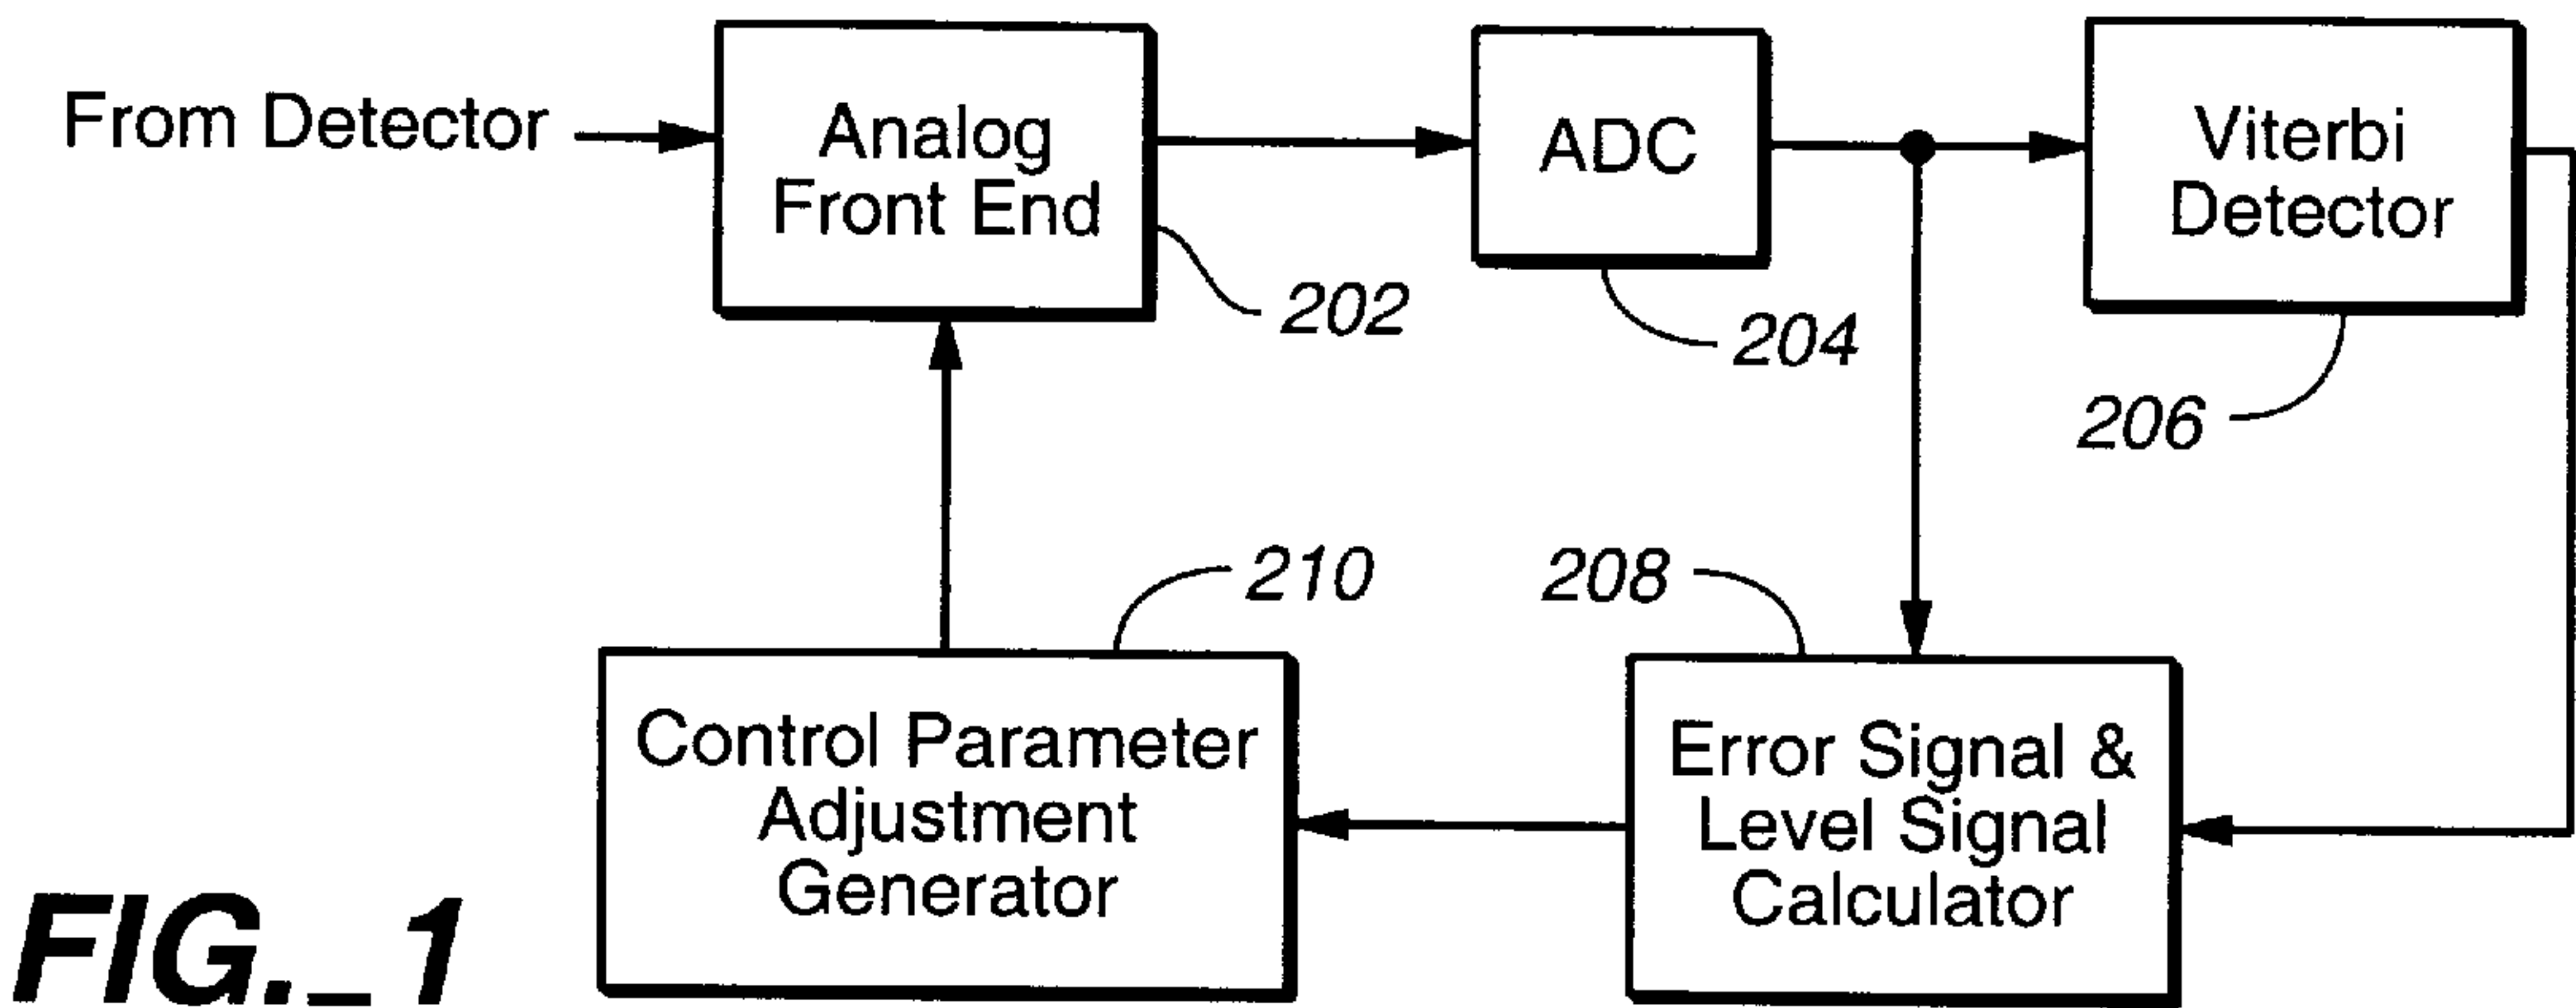 From Detector
Analog
Front End
ADC
Viterbi
Detector
202
204
206
210
208
Control Parameter
Adjustment
Generator
Error Signal &
Level Signal
Calculator
FIG._1